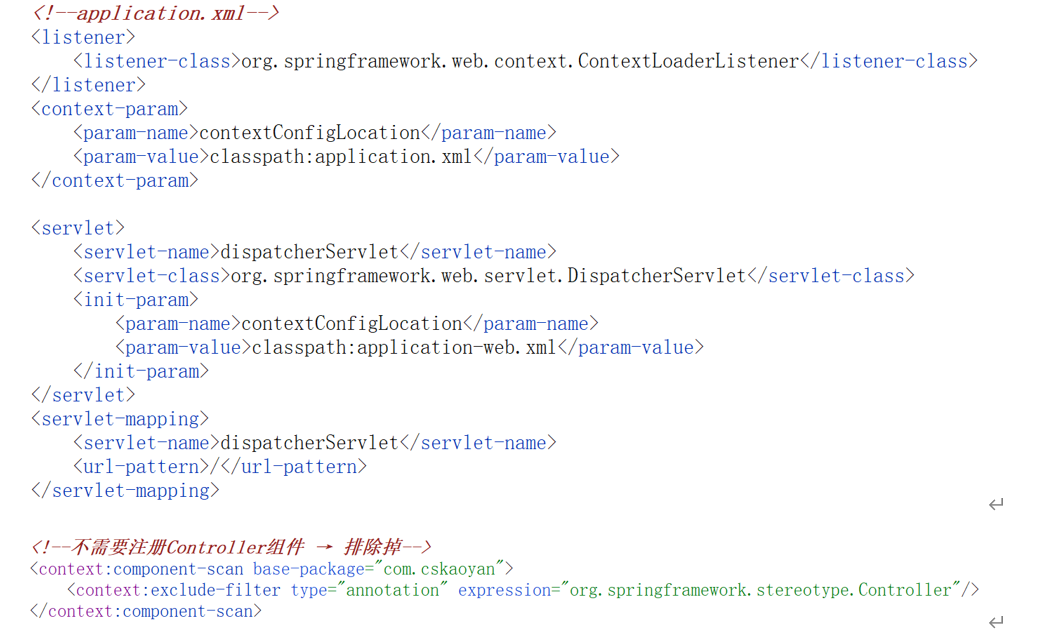 <!--application.xml-->
<listener>
<listener-class>org.springframework.web.context.ContextLoaderListener</listener-class>
</listener>
<context-param>
<param-name>contextConfigLocation</param-name>
<param-value>classpath:application.xml</param-value>
</context-param>
<servlet>
<servlet-name>dispatcherServlet</servlet-name>
<servlet-class>org.springframework.web.servlet.DispatcherServlet</servlet-class>
<init-param>
<param-name>contextConfigLocation</param-name>
<param-value>classpath:application-web.xml</param-value>
</init-param>
</servlet>
<servlet-mapping>
<servlet-name>dispatcherServlet</servlet-name>
<url-pattern>/</url-pattern>
</servlet-mapping>
<!--不需要注册Controller组件 → 排除掉-->
<context:component-scan base-package="com.cskaoyan">
<context:exclude-filter type="annotation" expression="org.springframework.stereotype.Controller"/>
</context:component-scan>